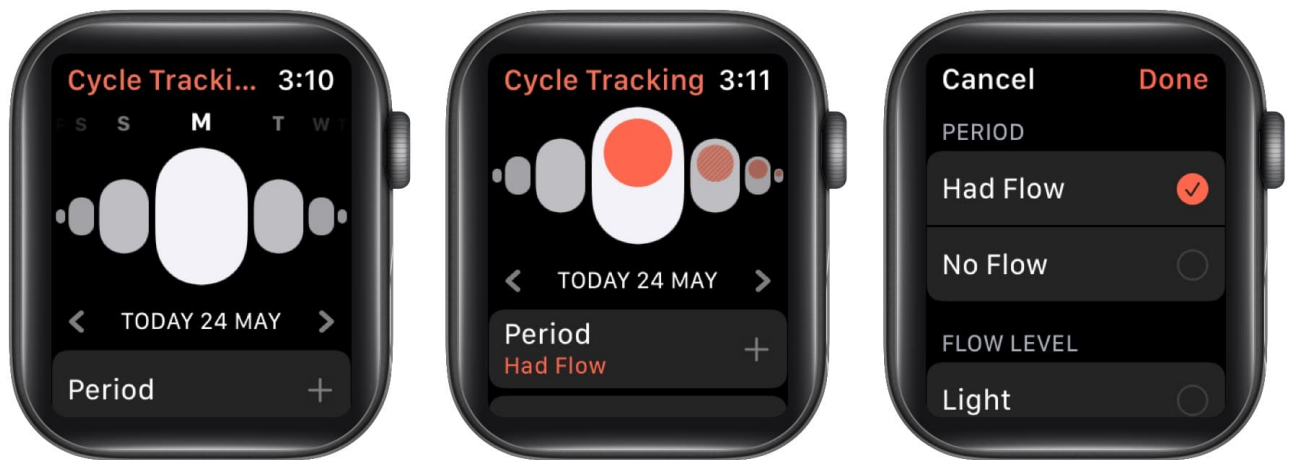 Cycle Tracki... 3:10
S S M T W T
TODAY 24 MAY
Period +
Cycle Tracking 3:11
TODAY 24 MAY
Period +
Had Flow
Cancel Done
PERIOD
Had Flow
No Flow
FLOW LEVEL
Light